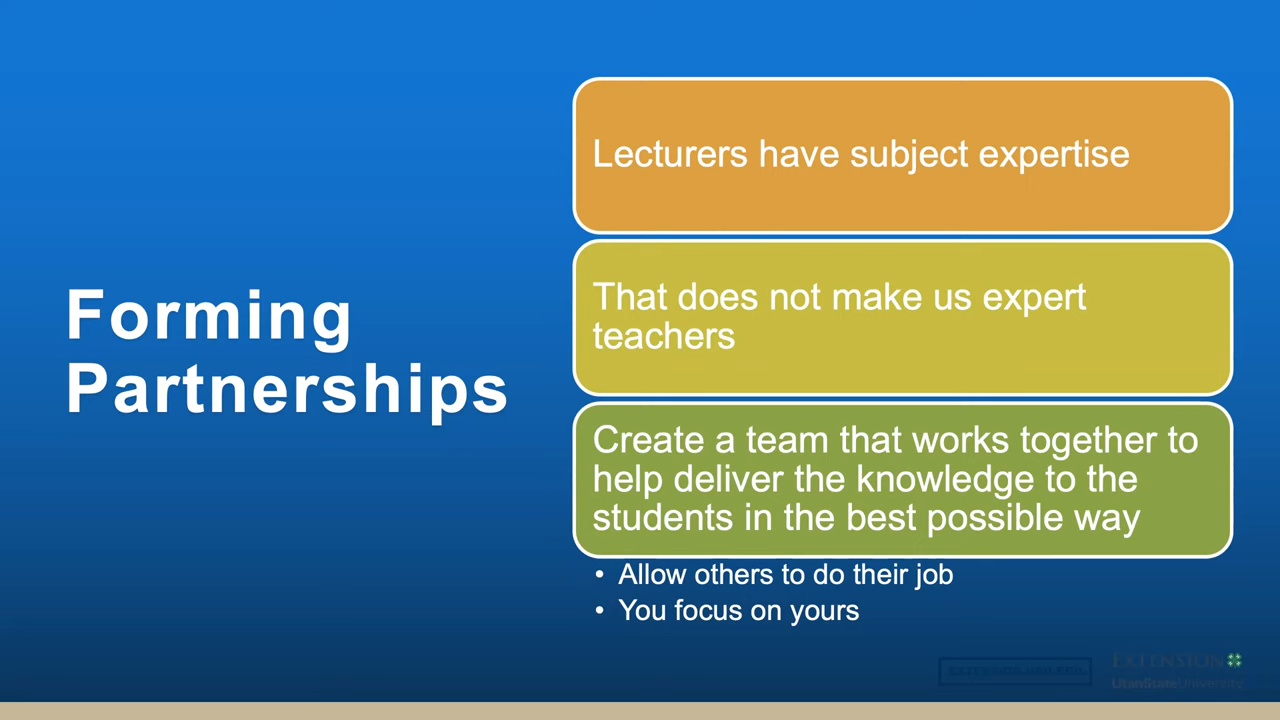 Forming
Partnerships
Lecturers have subject expertise
That does not make us expert
teachers
Create a team that works together to
help deliver the knowledge to the
students in the best possible way
• Allow others to do their job
• You focus on yours
EXTENSION
UtahStateUniversity